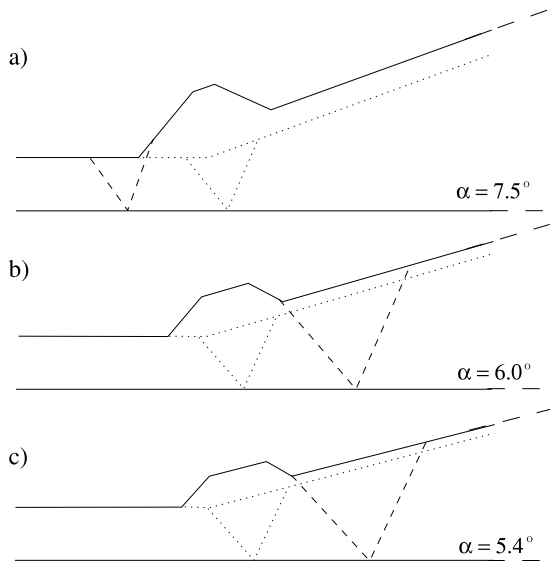 a)
α = 7.5°
b)
α = 6.0°
c)
α = 5.4°